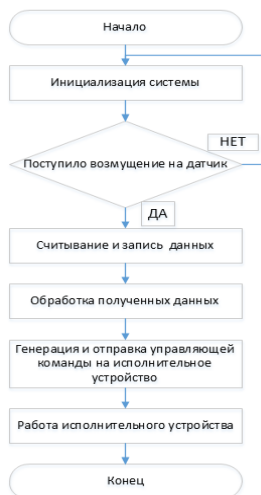 Начало
Инициализация системы
НЕТ
Поступило возмущение на датчик
ДА
Считывание и запись данных
Обработка полученных данных
Генерация и отправка управляющей
команды на исполнительное
устройство
Работа исполнительного устройства
Конец